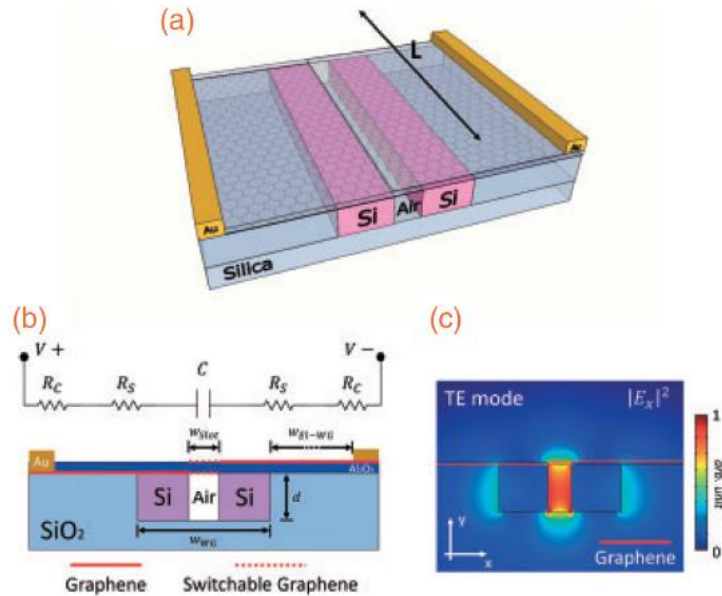 (a)
L
Si
Air
Si
Au
Au
Silica
(b)
V +
V −
C
R_C
R_S
R_S
R_C
w_Slot
w_Si-WG
Au
Al₂O₃
Si
Air
Si
d
SiO₂
w_WG
Graphene
Switchable Graphene
(c)
TE mode
|E_x|²
1
arb. unit
0
y
x
Graphene